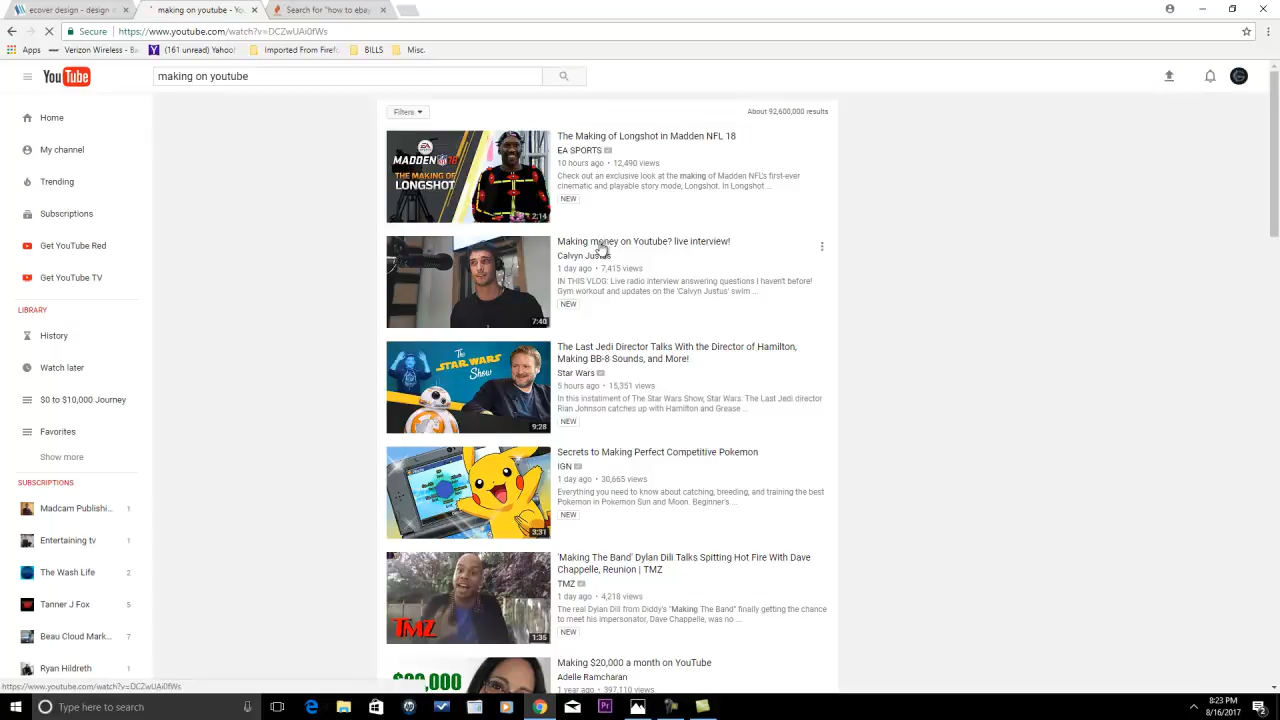 ecover design - design c
making on youtube - You
Search for "how to ebay
Secure
https://www.youtube.com/watch?v=DCZwUAi0fWs
Apps
Verizon Wireless - Ba
(161 unread) Yahoo!
Imported From Firef
BILLS
Misc.
YouTube
making on youtube
Filters
About 92,600,000 results
Home
My channel
Trending
Subscriptions
Get YouTube Red
Get YouTube TV
LIBRARY
History
Watch later
$0 to $10,000 Journey
Favorites
Show more
SUBSCRIPTIONS
Madcam Publishi... 1
Entertaining tv 1
The Wash Life 2
Tanner J Fox 5
Beau Cloud Mark... 7
Ryan Hildreth 1
EA SPORTS
MADDEN NFL 18
THE MAKING OF
LONGSHOT
2:14
The Making of Longshot in Madden NFL 18
EA SPORTS
10 hours ago • 12,490 views
Check out an exclusive look at the making of Madden NFL's first-ever
cinematic and playable story mode, Longshot. In Longshot ...
NEW
7:40
Making money on Youtube? live interview!
Calvyn Justus
1 day ago • 7,415 views
IN THIS VLOG: Live radio interview answering questions I haven't before!
Gym workout and updates on the 'Calvyn Justus' swim ...
NEW
The
STAR WARS
Show
9:28
The Last Jedi Director Talks With the Director of Hamilton,
Making BB-8 Sounds, and More!
Star Wars
5 hours ago • 15,351 views
In this installment of The Star Wars Show, Star Wars: The Last Jedi director
Rian Johnson catches up with Hamilton and Grease ...
NEW
3:31
Secrets to Making Perfect Competitive Pokemon
IGN
1 day ago • 30,665 views
Everything you need to know about catching, breeding, and training the best
Pokemon in Pokemon Sun and Moon. Beginner's ...
NEW
TMZ
1:35
'Making The Band' Dylan Dili Talks Spitting Hot Fire With Dave
Chappelle, Reunion | TMZ
TMZ
1 day ago • 4,218 views
The real Dylan Dili from Diddy's "Making The Band" finally getting the chance
to meet his impersonator, Dave Chappelle, was no ...
NEW
$20,000
Making $20,000 a month on YouTube
Adelle Ramcharan
1 year ago • 397,110 views
https://www.youtube.com/watch?v=DCZwUAi0fWs
Type here to search
Pr
8:23 PM
8/16/2017